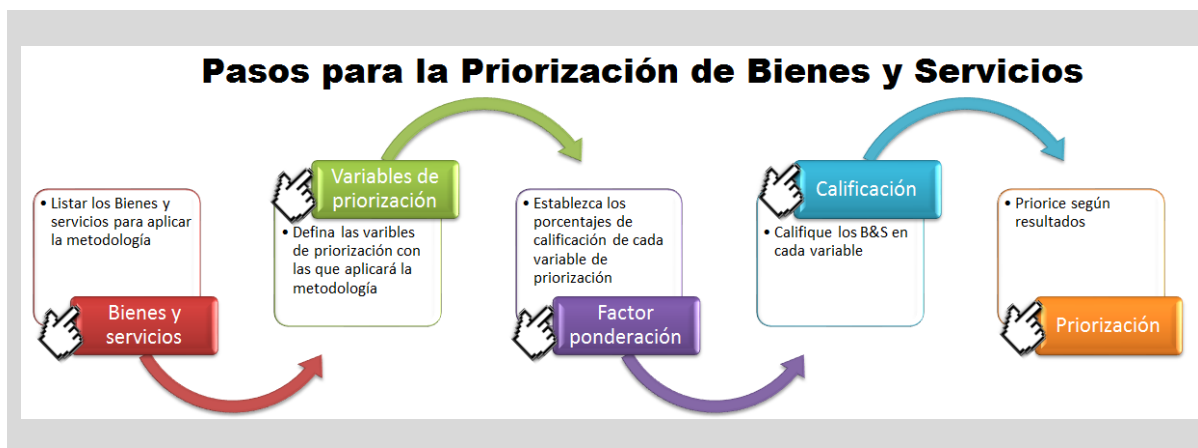 Pasos para la Priorización de Bienes y Servicios
• Listar los Bienes y
servicios para aplicar
la metodología
Bienes y
servicios
Variables de
priorización
• Defina las varibles
de priorización con
las que aplicará la
metodología
• Establezca los
porcentajes de
calificación de cada
variable de
priorización
Factor
ponderación
Calificación
• Califique los B&S en
cada variable
• Priorice según
resultados
Priorización